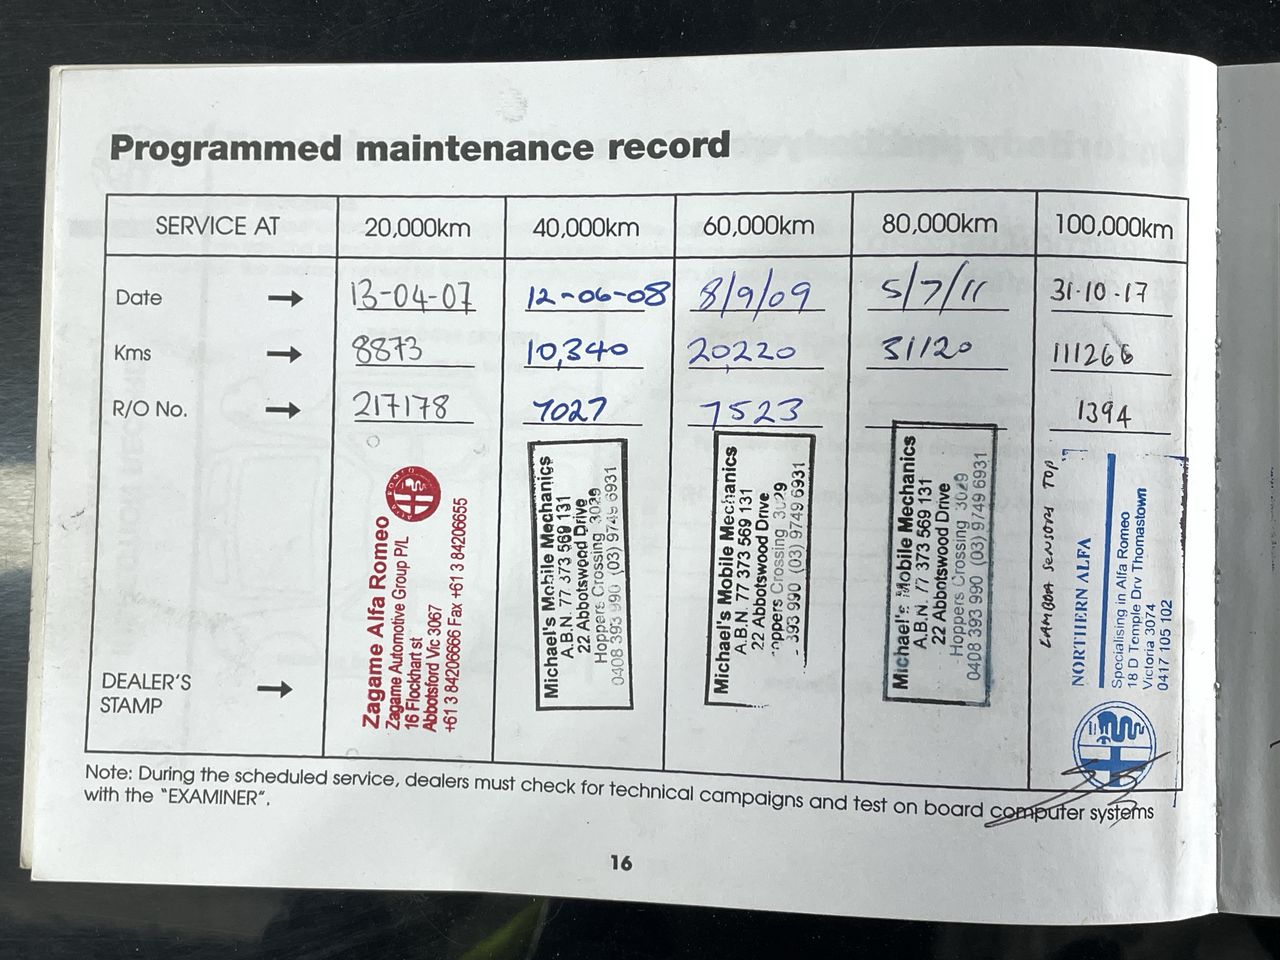 Programmed maintenance record
SERVICE AT 20,000km 40,000km 60,000km 80,000km 100,000km
Date 13-04-07 12-06-08 8/9/09 5/7/11 31-10-17
Kms 8873 10,340 20220 31120 111266
R/O No. 217178 7027 7523 1394
DEALER'S
STAMP
ALFA ROMEO
Zagame Alfa Romeo
Zagame Automotive Group P/L
16 Flockhart st
Abbotsford Vic 3067
+61 3 84206666 Fax +61 3 84206655
Michael's Mobile Mechanics
A.B.N. 77 373 569 131
22 Abbotswood Drive
Hoppers Crossing 3029
0408 393 990 (03) 9749 6931
Michael's Mobile Mechanics
A.B.N. 77 373 569 131
22 Abbotswood Drive
oppers Crossing 3029
393 990 (03) 9749 6931
Michael's Mobile Mechanics
A.B.N. 77 373 569 131
22 Abbotswood Drive
Hoppers Crossing 3029
0408 393 990 (03) 9749 6931
LAMBDA SENSORS TOP
NORTHERN ALFA
Specialising in Alfa Romeo
18 D Temple Drv Thomastown
Victoria 3074
0417 105 102
Note: During the scheduled service, dealers must check for technical campaigns and test on board computer systems
with the "EXAMINER".
16